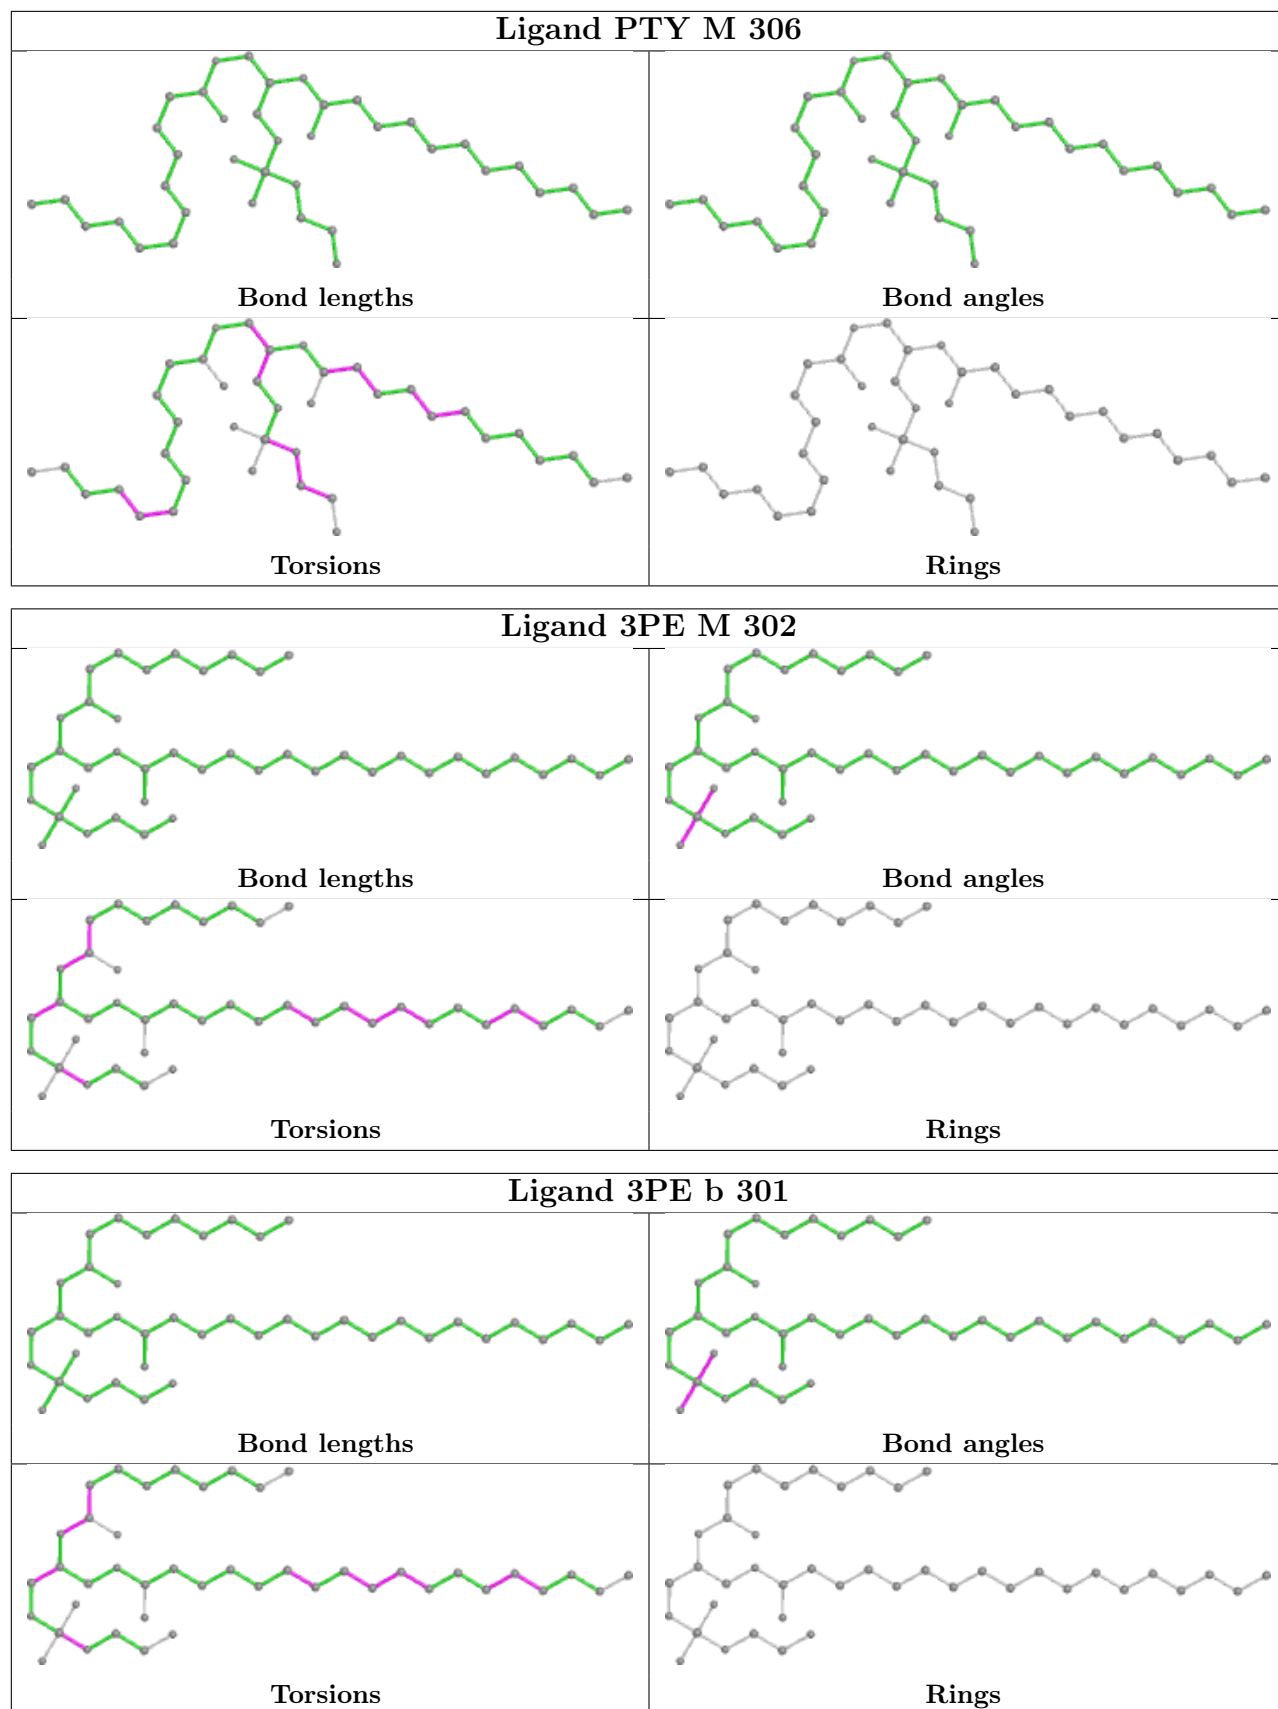 Ligand PTY M 306
Bond lengths
Bond angles
Torsions
Rings
Ligand 3PE M 302
Bond lengths
Bond angles
Torsions
Rings
Ligand 3PE b 301
Bond lengths
Bond angles
Torsions
Rings